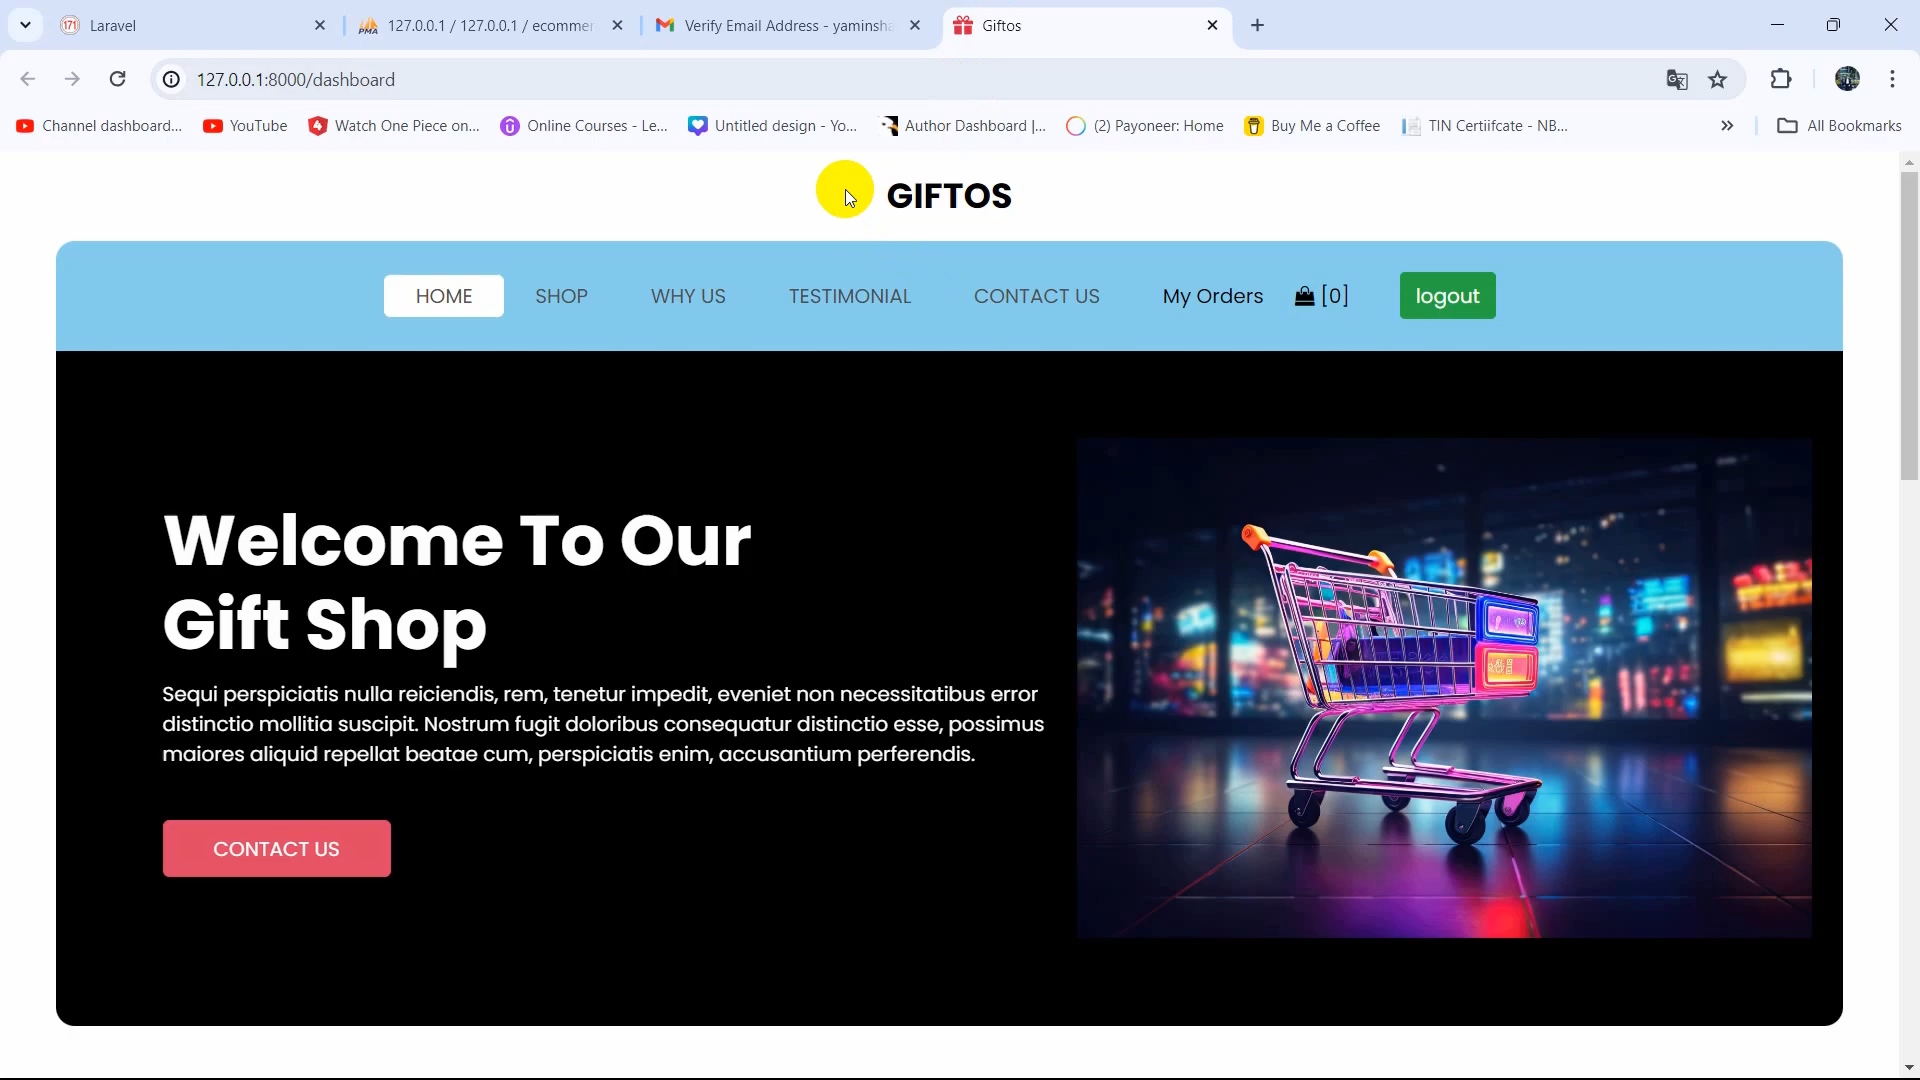 Laravel
127.0.0.1 / 127.0.0.1 / ecommer
Verify Email Address - yaminsha
Giftos
127.0.0.1:8000/dashboard
Channel dashboard...
YouTube
Watch One Piece on...
Online Courses - Le...
Untitled design - Yo...
Author Dashboard |...
(2) Payoneer: Home
Buy Me a Coffee
TIN Certiifcate - NB...
All Bookmarks
GIFTOS
HOME
SHOP
WHY US
TESTIMONIAL
CONTACT US
My Orders
[0]
logout
Welcome To Our
Gift Shop
Sequi perspiciatis nulla reiciendis, rem, tenetur impedit, eveniet non necessitatibus error
distinctio mollitia suscipit. Nostrum fugit doloribus consequatur distinctio esse, possimus
maiores aliquid repellat beatae cum, perspiciatis enim, accusantium perferendis.
CONTACT US